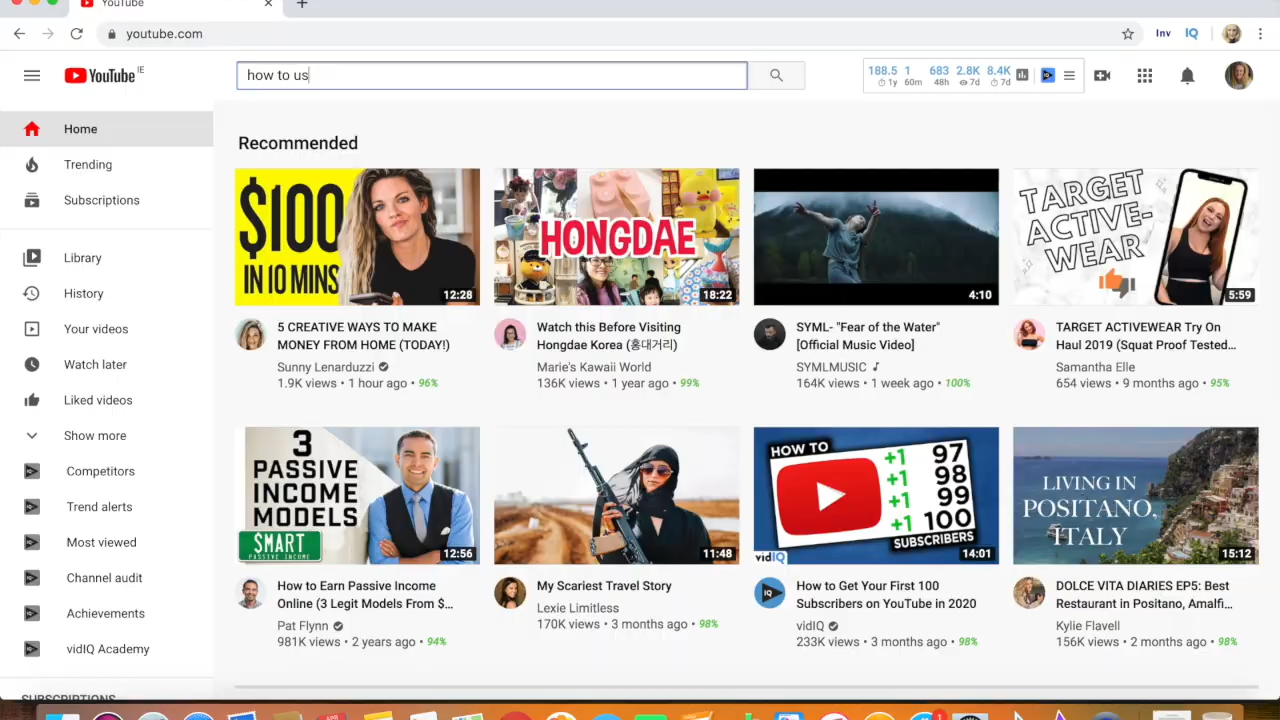 YouTube
youtube.com
Inv
IQ
YouTube IE
how to us
188.5 1 683 2.8K 8.4K
1y 60m 48h 7d 7d
Home
Trending
Subscriptions
Library
History
Your videos
Watch later
Liked videos
Show more
Competitors
Trend alerts
Most viewed
Channel audit
Achievements
vidIQ Academy
SUBSCRIPTIONS
Recommended
$100
IN 10 MINS
12:28
5 CREATIVE WAYS TO MAKE
MONEY FROM HOME (TODAY!)
Sunny Lenarduzzi
1.9K views • 1 hour ago • 96%
HONGDAE
18:22
Watch this Before Visiting
Hongdae Korea (홍대거리)
Marie's Kawaii World
136K views • 1 year ago • 99%
4:10
SYML- "Fear of the Water"
[Official Music Video]
SYMLMUSIC
164K views • 1 week ago • 100%
TARGET
ACTIVE-
WEAR
5:59
TARGET ACTIVEWEAR Try On
Haul 2019 (Squat Proof Tested...
Samantha Elle
654 views • 9 months ago • 95%
3
PASSIVE
INCOME
MODELS
SMART
PASSIVE INCOME
12:56
How to Earn Passive Income
Online (3 Legit Models From $...
Pat Flynn
981K views • 2 years ago • 94%
11:48
My Scariest Travel Story
Lexie Limitless
170K views • 3 months ago • 98%
HOW TO
+1 97
+1 98
+1 99
+1 100
SUBSCRIBERS
vidIQ
14:01
How to Get Your First 100
Subscribers on YouTube in 2020
vidIQ
233K views • 3 months ago • 98%
LIVING IN
POSITANO,
ITALY
15:12
DOLCE VITA DIARIES EP5: Best
Restaurant in Positano, Amalfi...
Kylie Flavell
156K views • 2 months ago • 98%